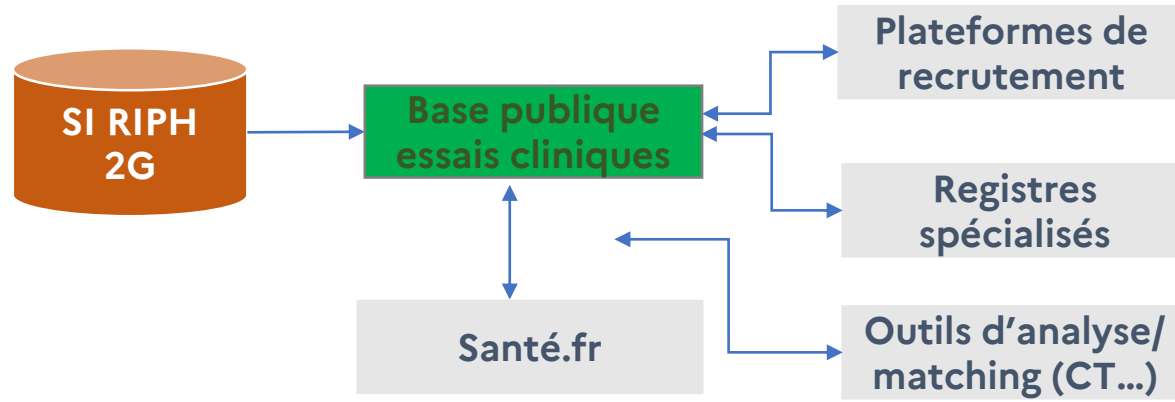 SI RIPH
2G
Base publique
essais cliniques
Santé.fr
Plateformes de
recrutement
Registres
spécialisés
Outils d’analyse/
matching (CT…)